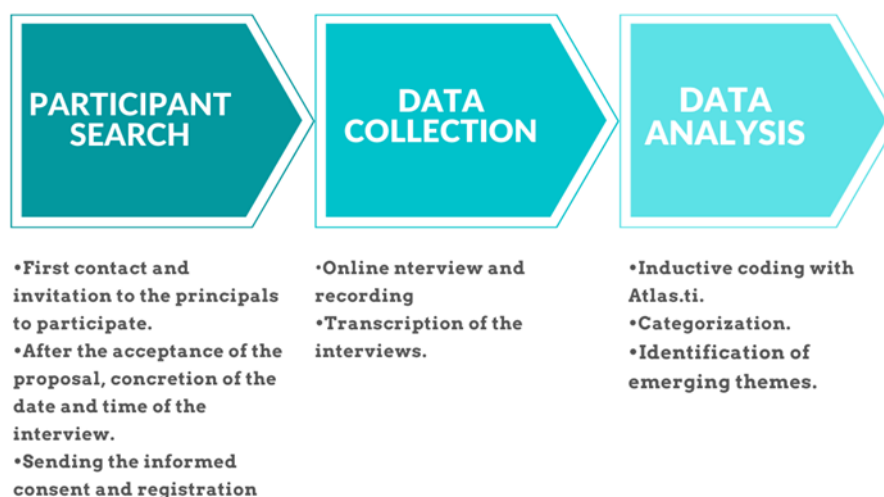 PARTICIPANT
SEARCH
DATA
COLLECTION
DATA
ANALYSIS
•First contact and
invitation to the principals
to participate.
•After the acceptance of the
proposal, concretion of the
date and time of the
interview.
•Sending the informed
consent and registration
•Online nterview and
recording
•Transcription of the
interviews.
•Inductive coding with
Atlas.ti.
•Categorization.
•Identification of
emerging themes.